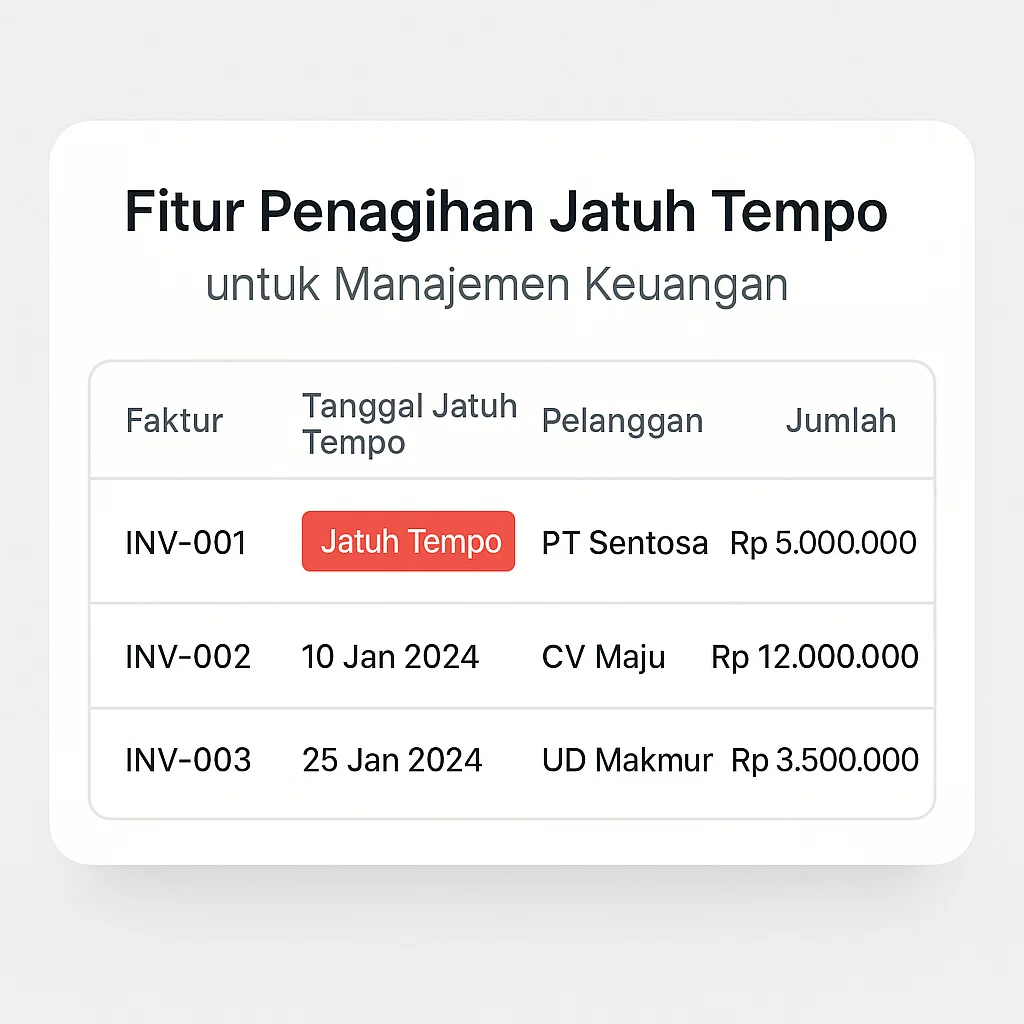 Fitur Penagihan Jatuh Tempo
untuk Manajemen Keuangan
Faktur Tanggal Jatuh Tempo Pelanggan Jumlah
INV-001 Jatuh Tempo PT Sentosa Rp 5.000.000
INV-002 10 Jan 2024 CV Maju Rp 12.000.000
INV-003 25 Jan 2024 UD Makmur Rp 3.500.000